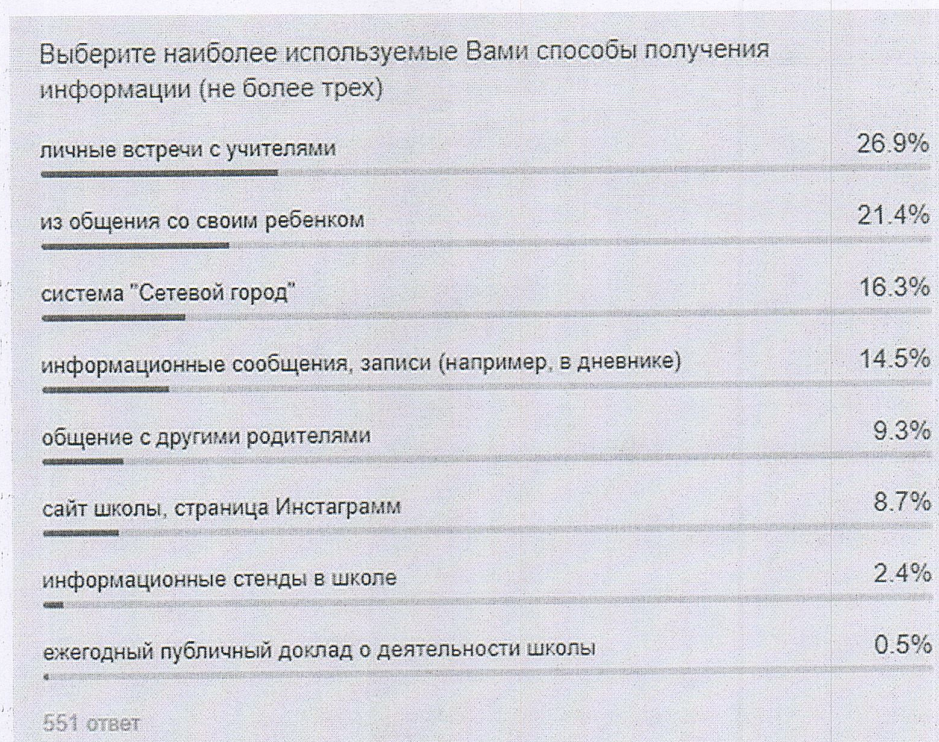 Выберите наиболее используемые Вами способы получения
информации (не более трех)
личные встречи с учителями 26.9%
из общения со своим ребенком 21.4%
система "Сетевой город" 16.3%
информационные сообщения, записи (например, в дневнике) 14.5%
общение с другими родителями 9.3%
сайт школы, страница Инстаграмм 8.7%
информационные стенды в школе 2.4%
ежегодный публичный доклад о деятельности школы 0.5%
551 ответ